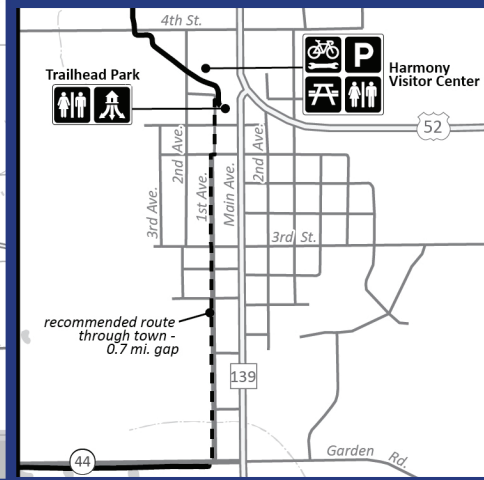 4th St.
Trailhead Park
P
Harmony
Visitor Center
52
2nd Ave.
2nd Ave.
3rd Ave.
1st Ave.
Main Ave.
3rd St.
recommended route
through town -
0.7 mi. gap
139
44
Garden Rd.